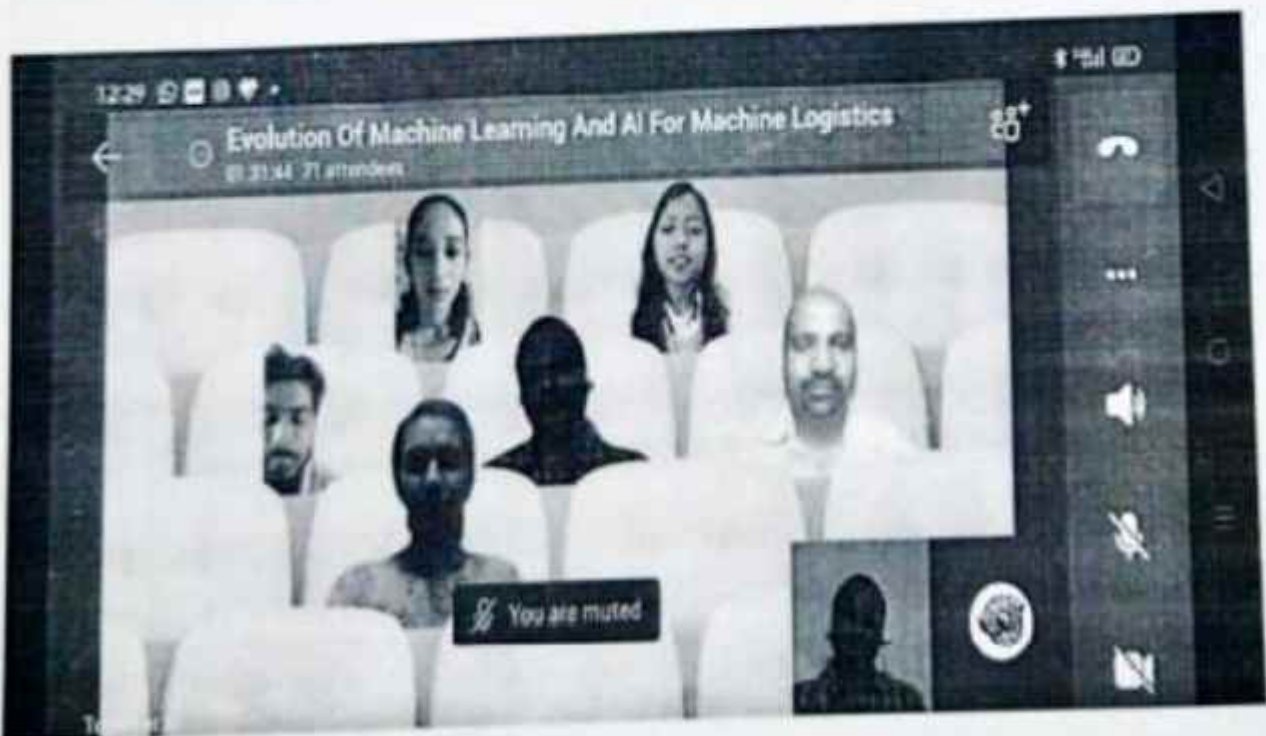 12:29
Evolution Of Machine Learning And AI For Machine Logistics
01:31:44 71 attendees
You are muted